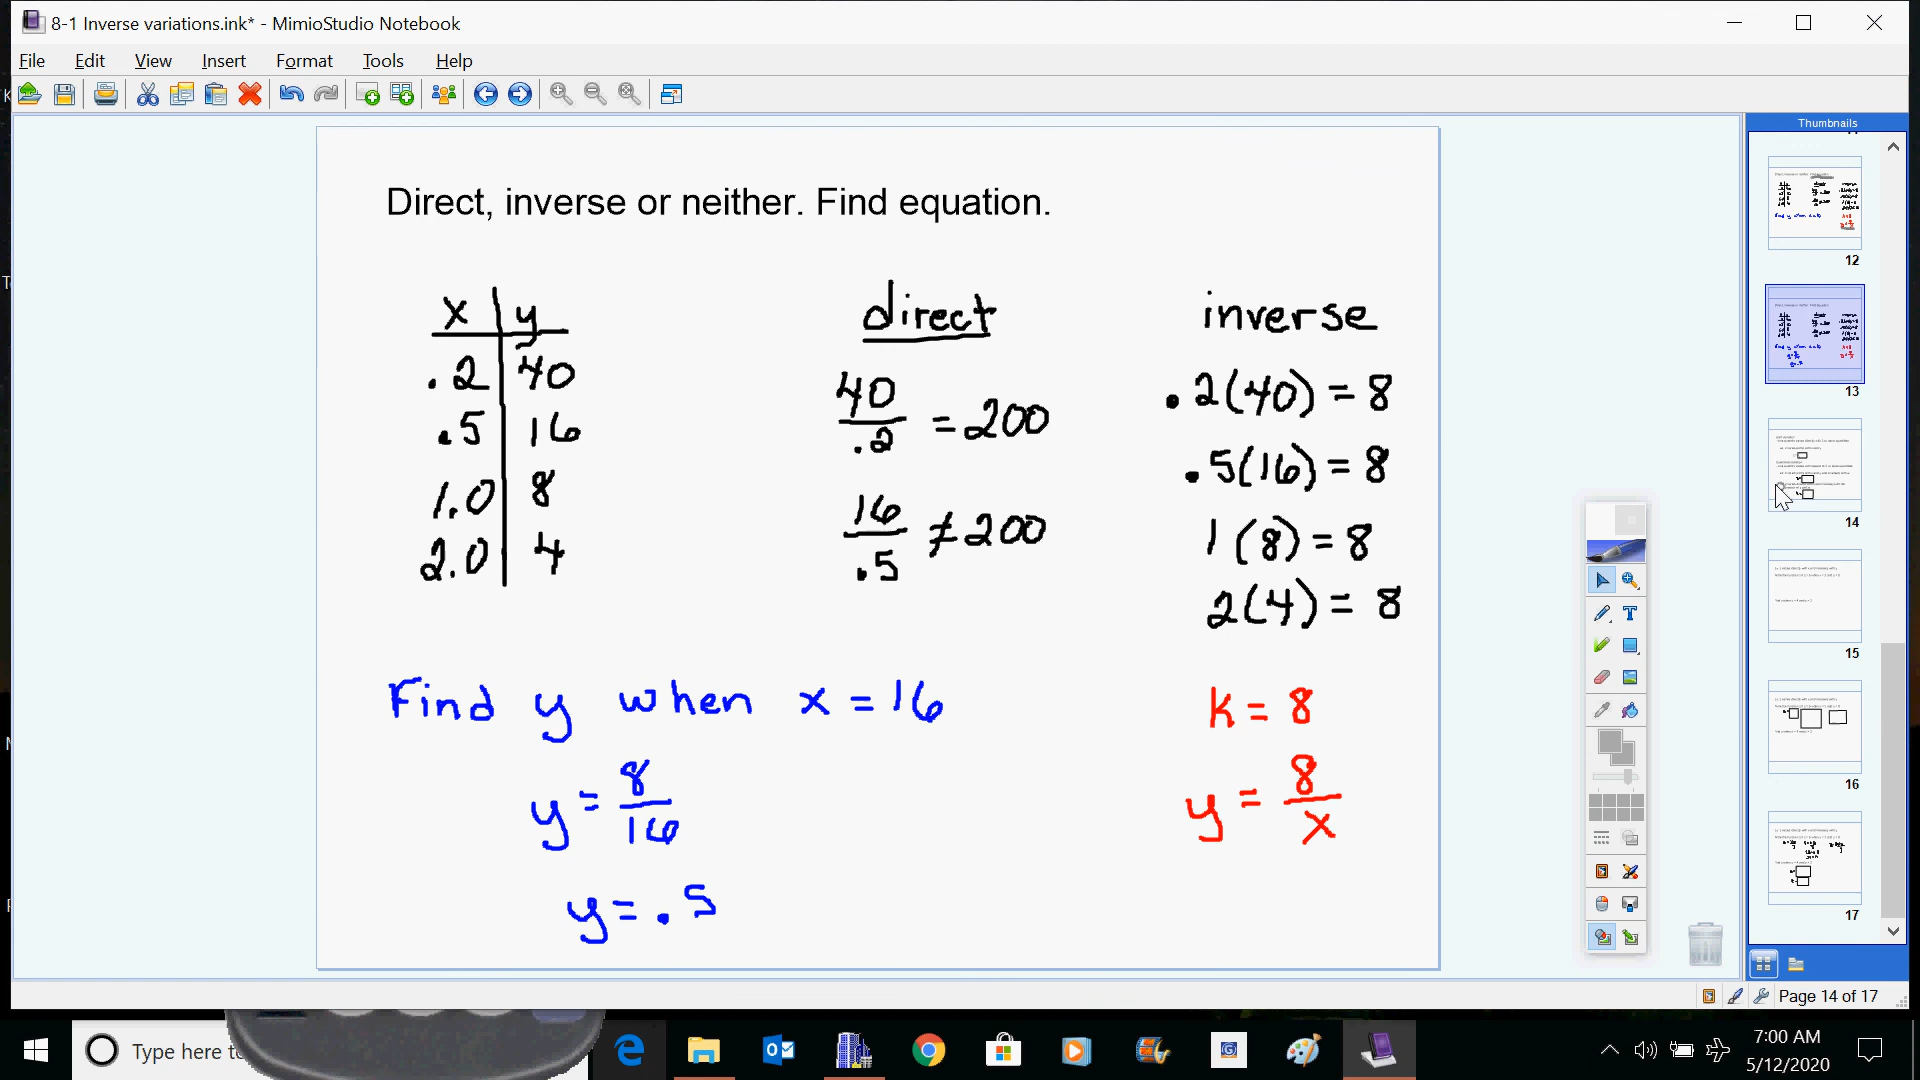 8-1 Inverse variations.ink* - MimioStudio Notebook
File Edit View Insert Format Tools Help
Thumbnails
Direct, inverse or neither. Find equation.
x y
.2 40
.5 16
1.0 8
2.0 4
direct
40/.2 = 200
16/.5 ≠ 200
inverse
.2(40) = 8
.5(16) = 8
1(8) = 8
2(4) = 8
Find y when x = 16
y = 8/16
y = .5
k = 8
y = 8/x
12
13
14
15
16
17
Page 14 of 17
Type here to
7:00 AM
5/12/2020